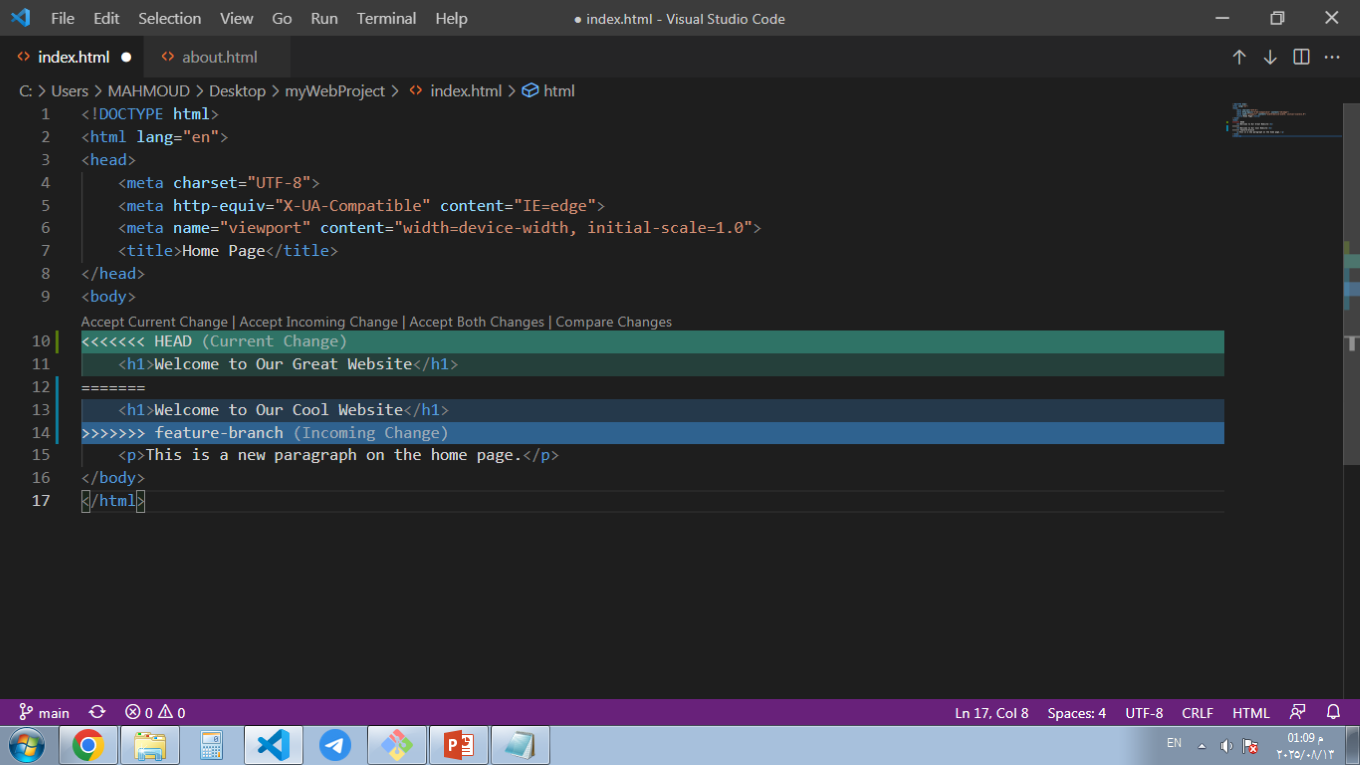 File Edit Selection View Go Run Terminal Help ● index.html - Visual Studio Code
index.html ● about.html
C: > Users > MAHMOUD > Desktop > myWebProject > index.html > html
1 <!DOCTYPE html>
2 <html lang="en">
3 <head>
4 <meta charset="UTF-8">
5 <meta http-equiv="X-UA-Compatible" content="IE=edge">
6 <meta name="viewport" content="width=device-width, initial-scale=1.0">
7 <title>Home Page</title>
8 </head>
9 <body>
Accept Current Change | Accept Incoming Change | Accept Both Changes | Compare Changes
10 <<<<<<< HEAD (Current Change)
11 <h1>Welcome to Our Great Website</h1>
12 =======
13 <h1>Welcome to Our Cool Website</h1>
14 >>>>>>> feature-branch (Incoming Change)
15 <p>This is a new paragraph on the home page.</p>
16 </body>
17 </html>
main 0 0 Ln 17, Col 8 Spaces: 4 UTF-8 CRLF HTML
EN 01:09 م
٢٠٢٥/٠٨/١٣